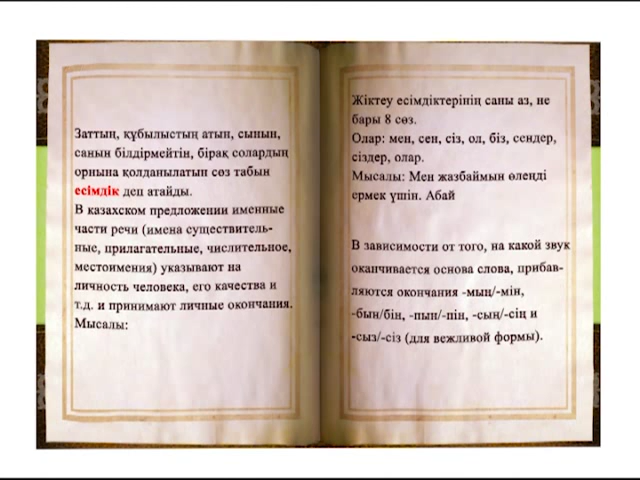 Заттың, құбылыстың атын, сынын,
санын білдірмейтін, бірақ солардың
орнына қолданылатын сөз табын
есімдік деп атайды.
В казахском предложении именные
части речи (имена существитель-
ные, прилагательные, числительное,
местоимения) указывают на
личность человека, его качества и
т.д. и принимают личные окончания.
Мысалы:
Жіктеу есімдіктерінің саны аз, не
бары 8 сөз.
Олар: мен, сен, сіз, ол, біз, сендер,
сіздер, олар.
Мысалы: Мен жазбаймын өлеңді
ермек үшін. Абай
В зависимости от того, на какой звук
оканчивается основа слова, прибав-
ляются окончания -мын/-мін,
-бын/бін, -пын/-пін, -сың/-сің и
-сыз/-сіз (для вежливой формы).